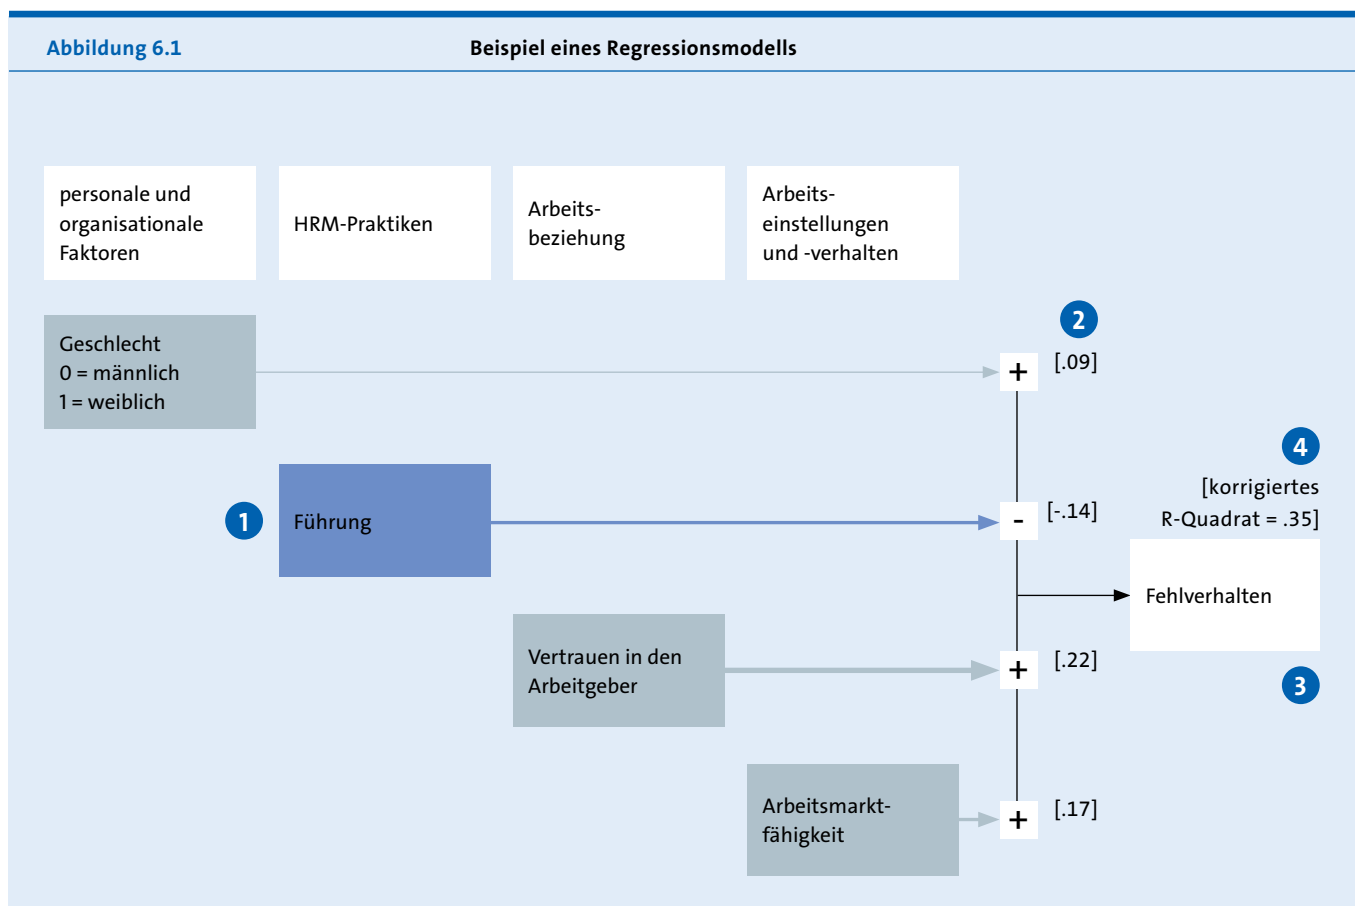 Abbildung 6.1
Beispiel eines Regressionsmodells
personale und
organisationale
Faktoren
HRM-Praktiken
Arbeits-
beziehung
Arbeits-
einstellungen
und -verhalten
Geschlecht
0 = männlich
1 = weiblich
2
+
[.09]
1
Führung
-
[-.14]
4
[korrigiertes
R-Quadrat = .35]
Fehlverhalten
Vertrauen in den
Arbeitgeber
+
[.22]
3
Arbeitsmarkt-
fähigkeit
+
[.17]